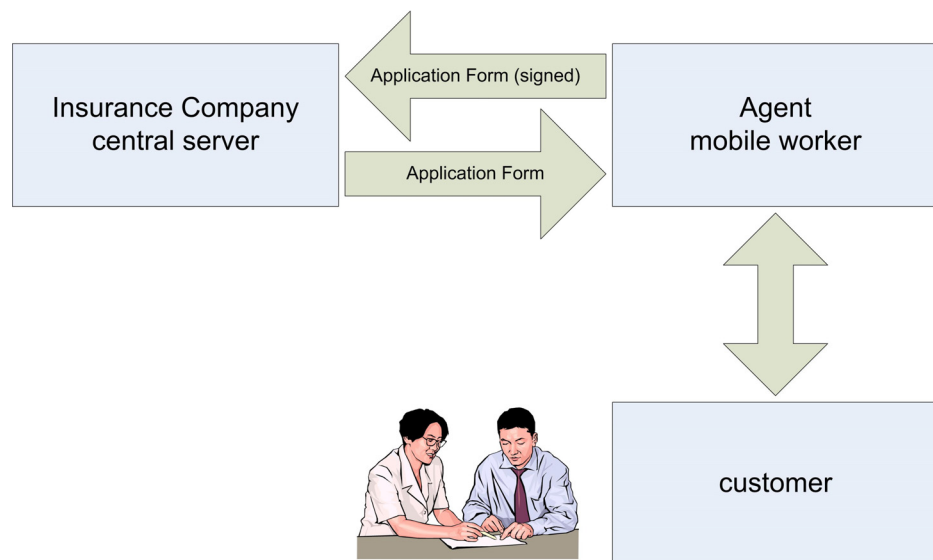 Insurance Company
central server
Application Form (signed)
Application Form
Agent
mobile worker
customer